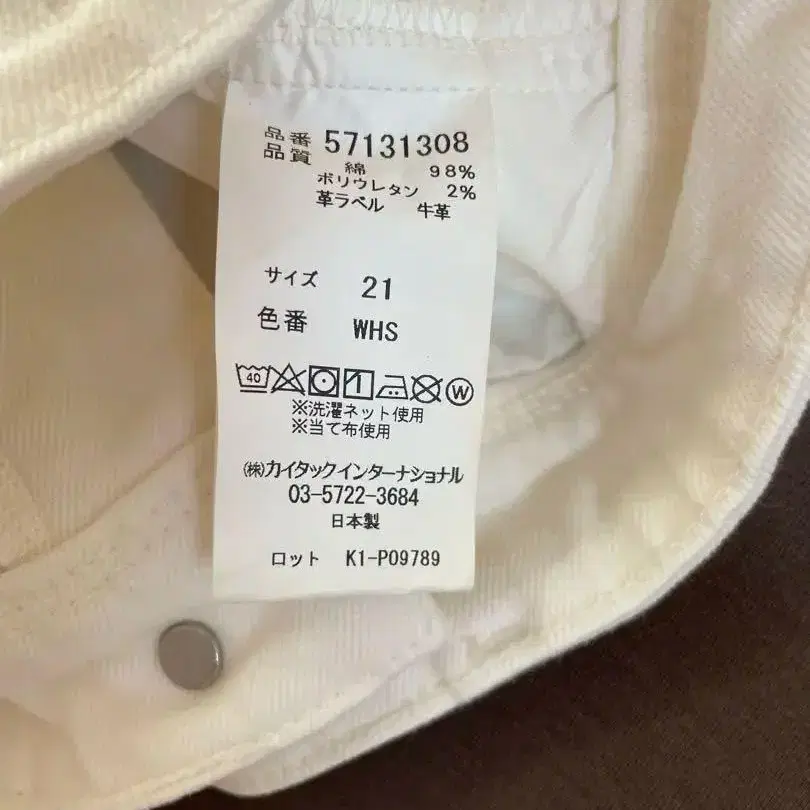 品番 57131308
品質 綿 98%
ポリウレタン 2%
革ラベル 牛革
サイズ 21
色番 WHS
40 1 W
※洗濯ネット使用
※当て布使用
㈱カイタックインターナショナル
03-5722-3684
日本製
ロット K1-P09789